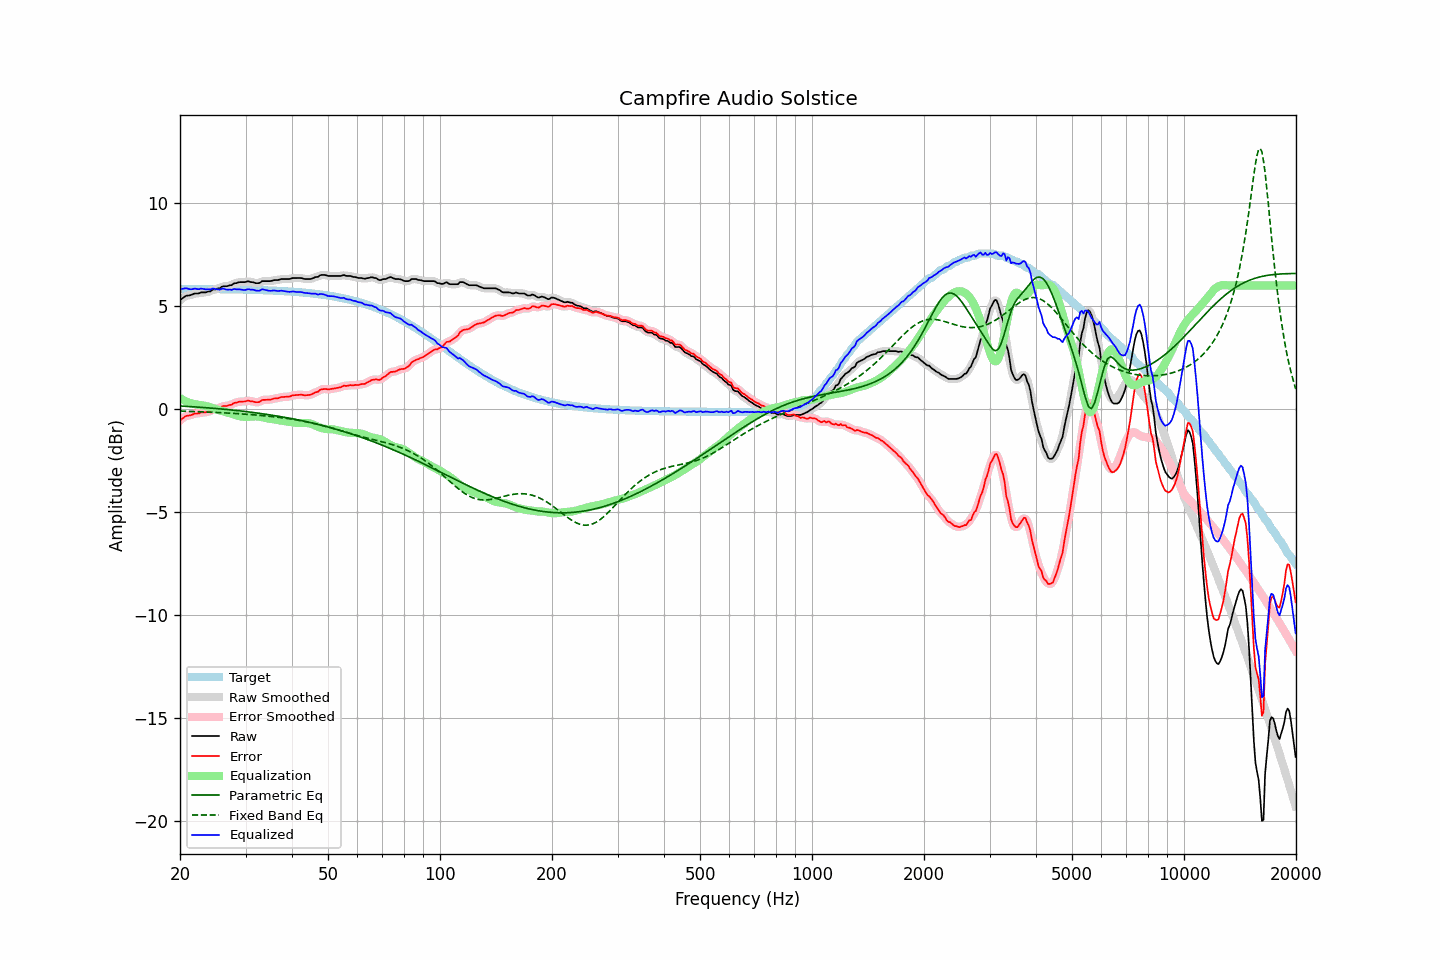 Campfire Audio Solstice
Amplitude (dBr)
10
5
0
−5
−10
−15
−20
Target
Raw Smoothed
Error Smoothed
Raw
Error
Equalization
Parametric Eq
Fixed Band Eq
Equalized
20 50 100 200 500 1000 2000 5000 10000 20000
Frequency (Hz)